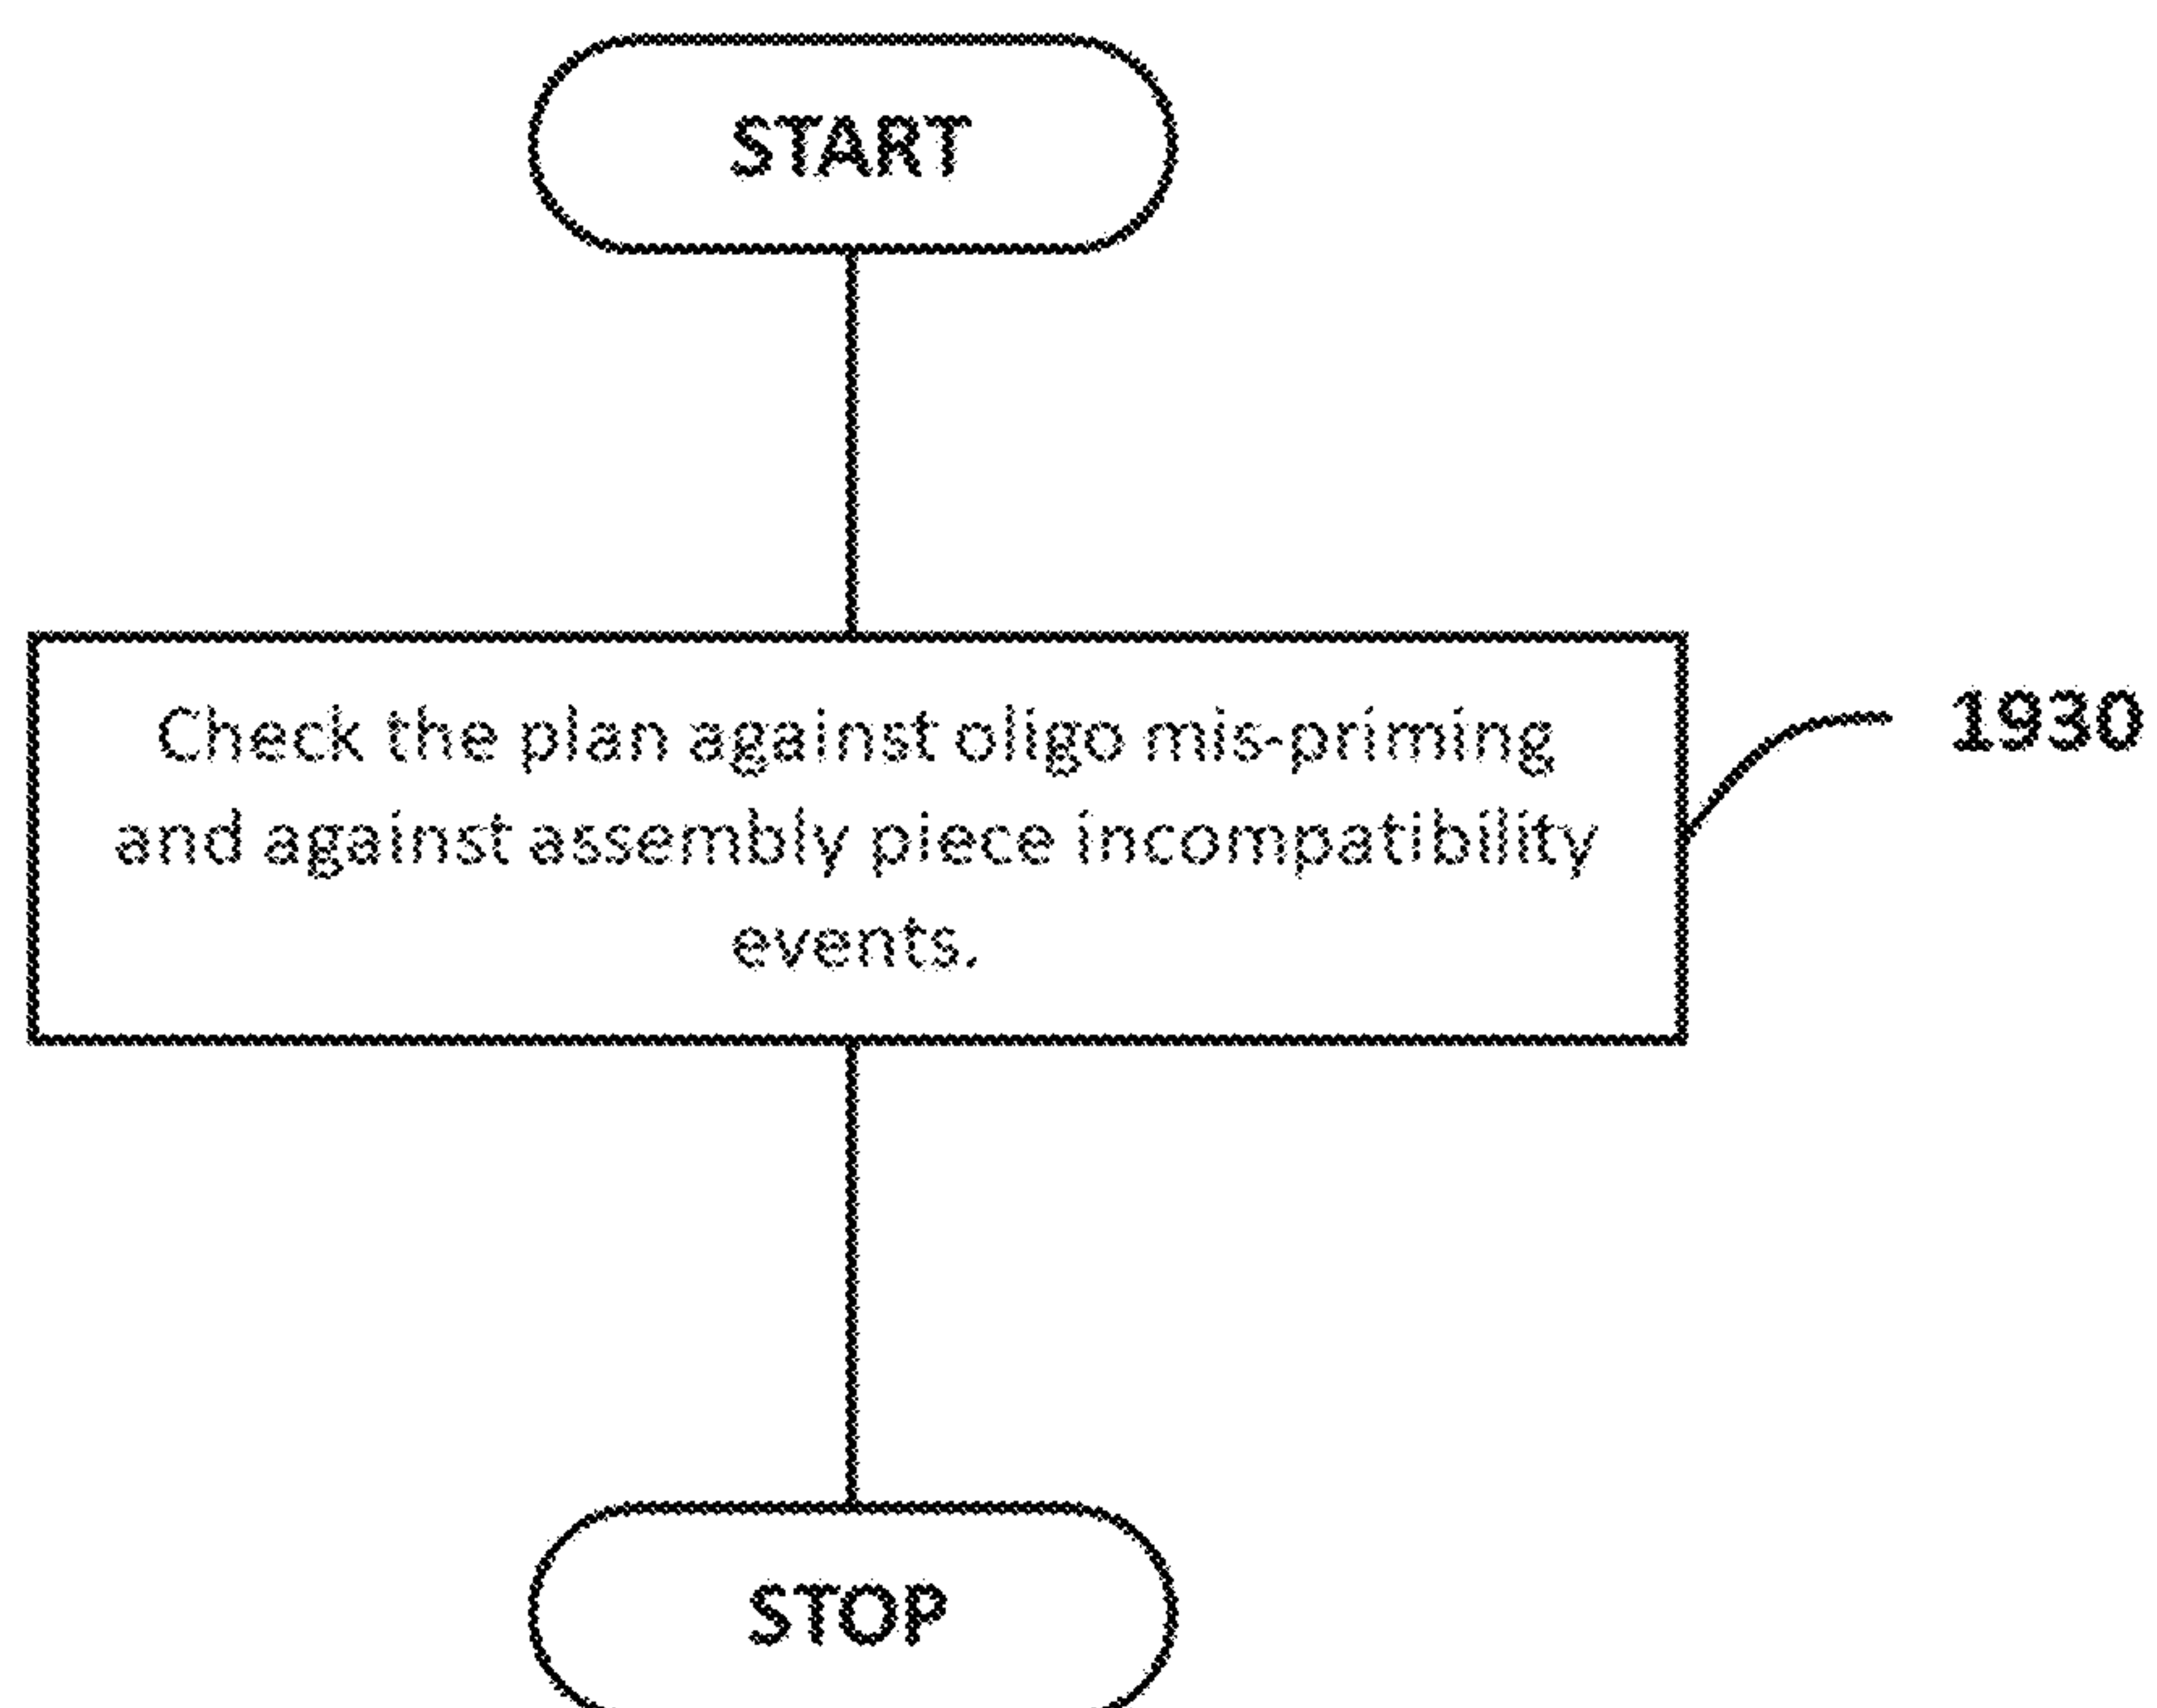 START
Check the plan against oligo mis-priming
and against assembly piece incompatibility
events.
1930
STOP